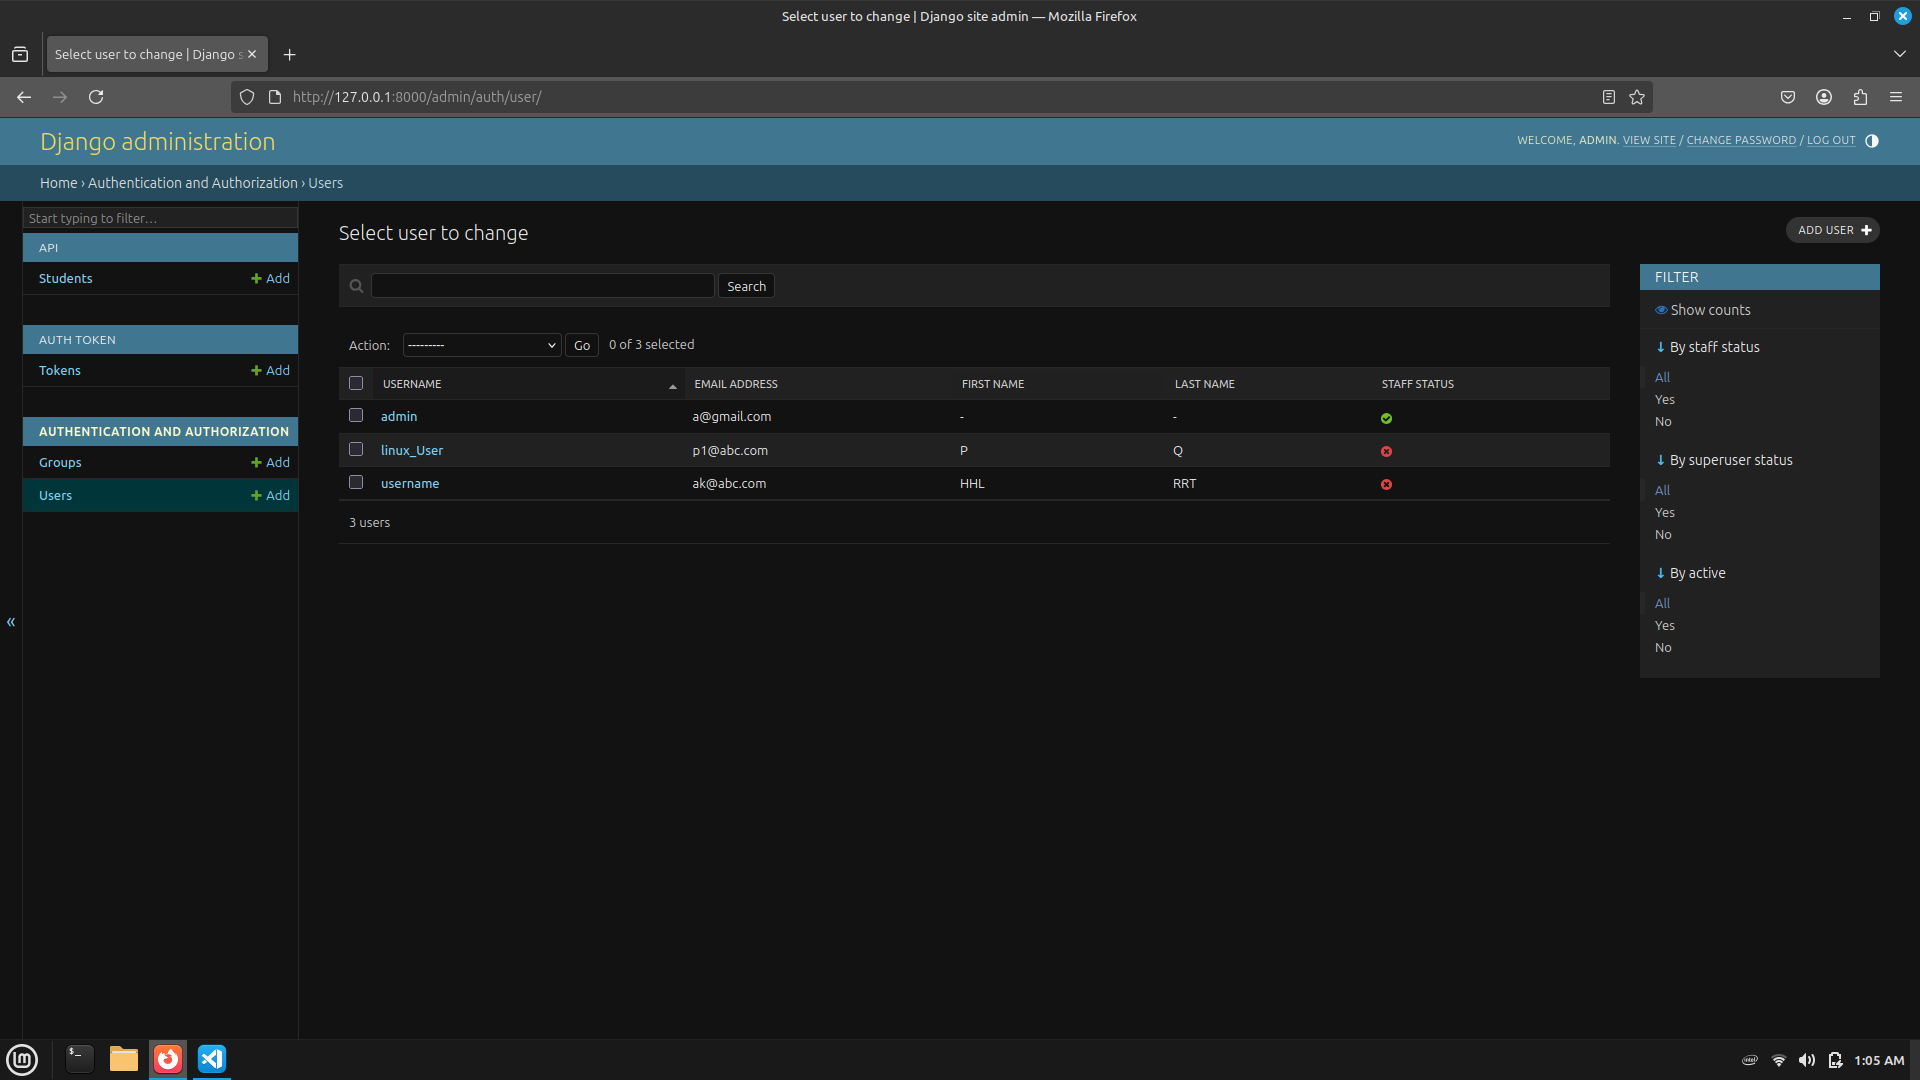 Select user to change | Django site admin — Mozilla Firefox
Select user to change | Django s
http://127.0.0.1:8000/admin/auth/user/
Django administration
WELCOME, ADMIN. VIEW SITE / CHANGE PASSWORD / LOG OUT
Home › Authentication and Authorization › Users
Start typing to filter…
API
Students + Add
AUTH TOKEN
Tokens + Add
AUTHENTICATION AND AUTHORIZATION
Groups + Add
Users + Add
«
Select user to change
ADD USER +
Search
Action: --------- Go 0 of 3 selected
USERNAME EMAIL ADDRESS FIRST NAME LAST NAME STAFF STATUS
admin a@gmail.com - -
linux_User p1@abc.com P Q
username ak@abc.com HHL RRT
3 users
FILTER
Show counts
↓ By staff status
All
Yes
No
↓ By superuser status
All
Yes
No
↓ By active
All
Yes
No
$_
intel
1:05 AM